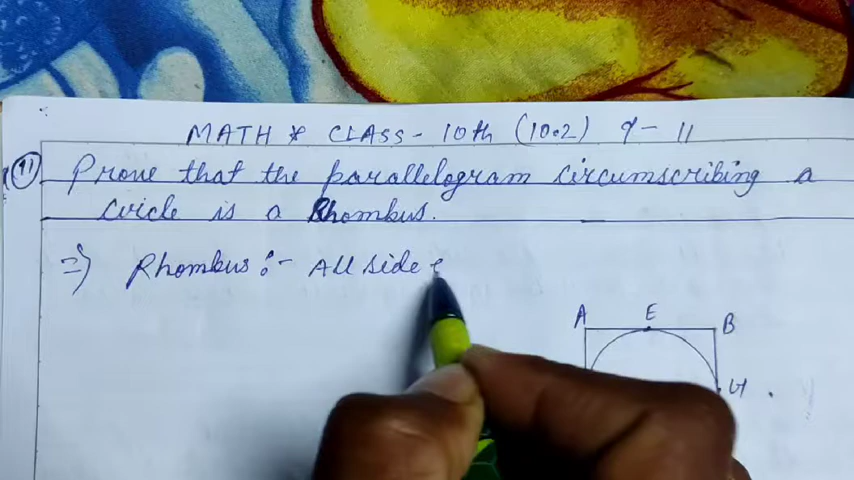 MATH * CLASS - 10th (10.2) Q - 11
11 Prove that the parallelogram circumscribing a
circle is a Rhombus.
=> Rhombus :- All side e
A E B
H